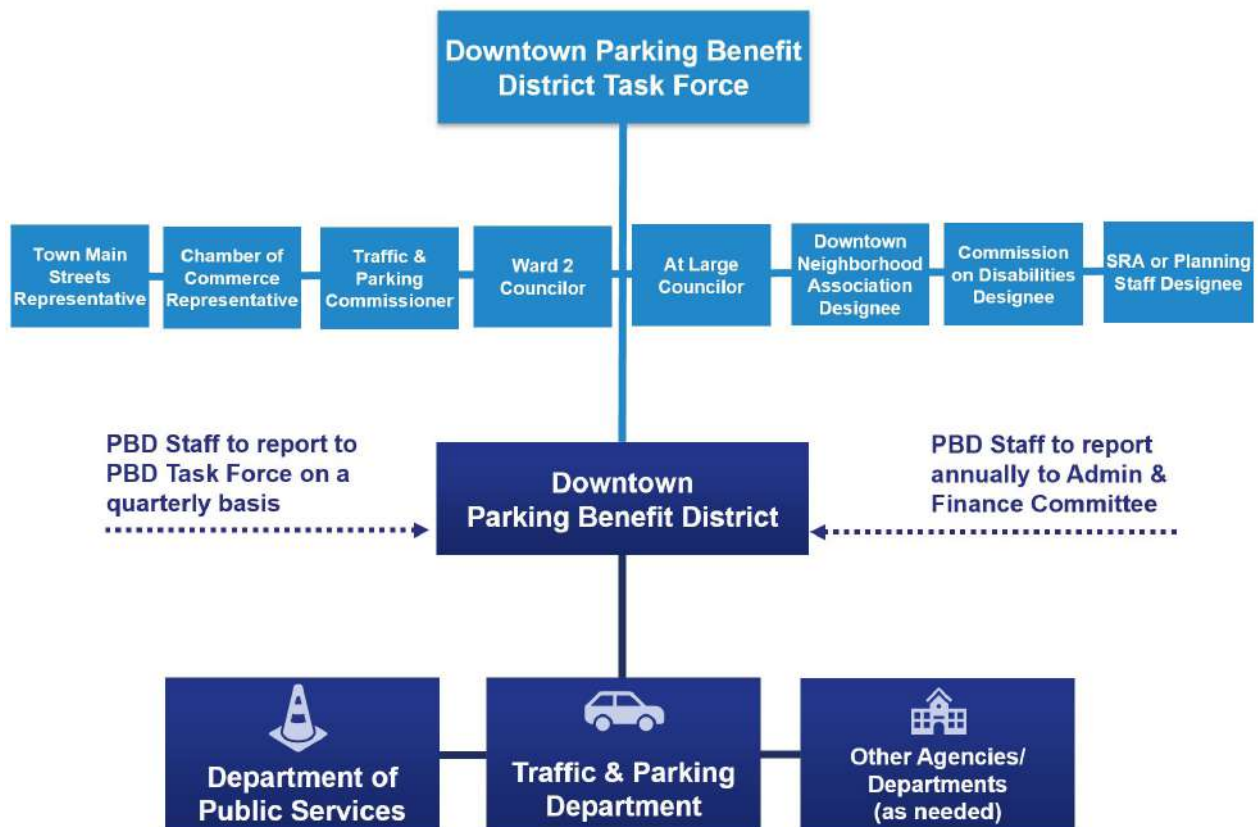 Downtown Parking Benefit
District Task Force
Town Main
Streets
Representative
Chamber of
Commerce
Representative
Traffic &
Parking
Commissioner
Ward 2
Councilor
At Large
Councilor
Downtown
Neighborhood
Association
Designee
Commission
on Disabilities
Designee
SRA or Planning
Staff Designee
PBD Staff to report to
PBD Task Force on a
quarterly basis
Downtown
Parking Benefit District
PBD Staff to report
annually to Admin &
Finance Committee
Department of
Public Services
Traffic & Parking
Department
Other Agencies/
Departments
(as needed)